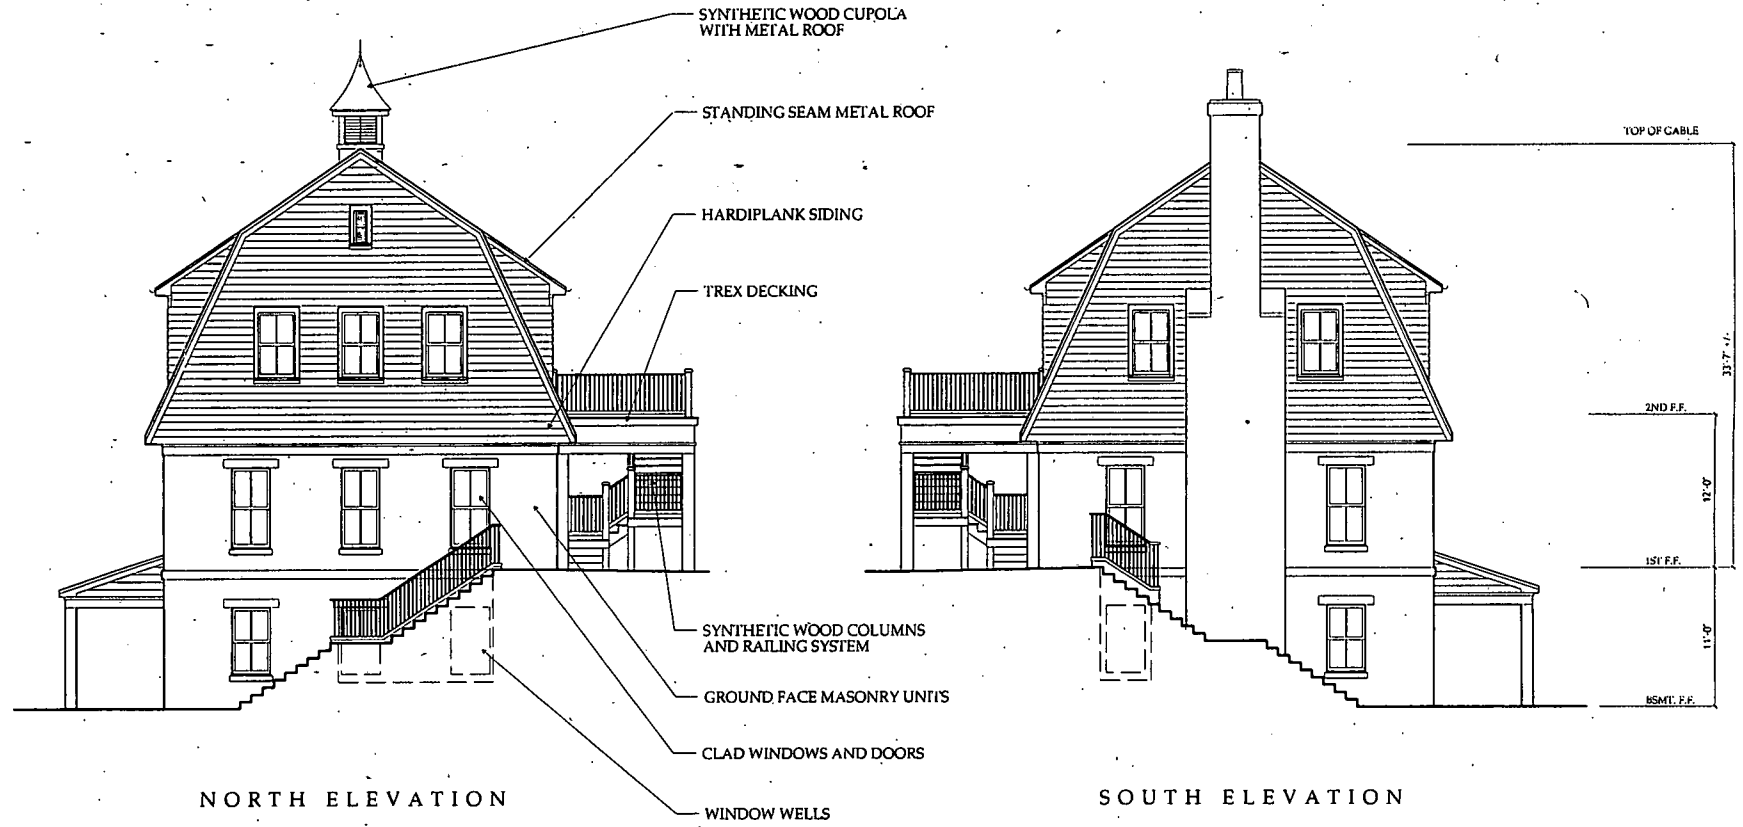 SYNTHETIC WOOD CUPOLA
WITH METAL ROOF
STANDING SEAM METAL ROOF
HARDIPLANK SIDING
TREX DECKING
SYNTHETIC WOOD COLUMNS
AND RAILING SYSTEM
GROUND FACE MASONRY UNITS
CLAD WINDOWS AND DOORS
WINDOW WELLS
NORTH ELEVATION
TOP OF GABLE
33'-7" +/-
2ND F.F.
12'-0"
1ST F.F.
11'-0"
BSMT. F.F.
SOUTH ELEVATION